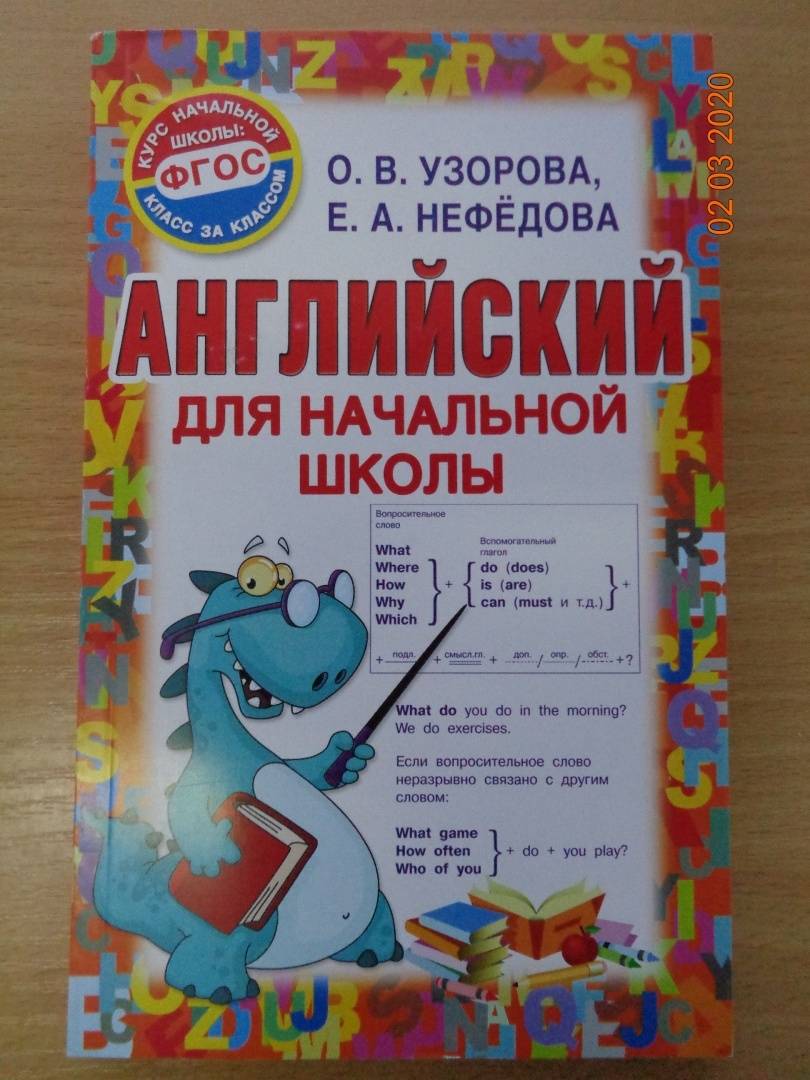 КУРС НАЧАЛЬНОЙ
ШКОЛЫ:
ФГОС
КЛАСС ЗА КЛАССОМ
О. В. УЗОРОВА,
Е. А. НЕФЁДОВА
02 03 2020
АНГЛИЙСКИЙ
ДЛЯ НАЧАЛЬНОЙ
ШКОЛЫ
Вопросительное
слово
Вспомогательный
глагол
What
Where } + { do (does) } +
How is (are)
Why can (must и т.д.)
Which
+ подл. + смысл.гл. + доп. / опр. / обст. + ?
What do you do in the morning?
We do exercises.
Если вопросительное слово
неразрывно связано с другим
словом:
What game
How often } + do + you play?
Who of you